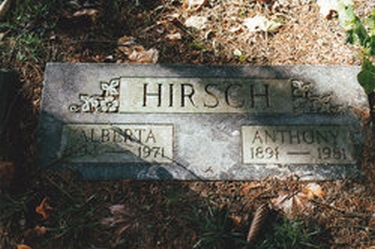 HIRSCH
ALBERTA
1971
ANTHONY
1891 — 1981